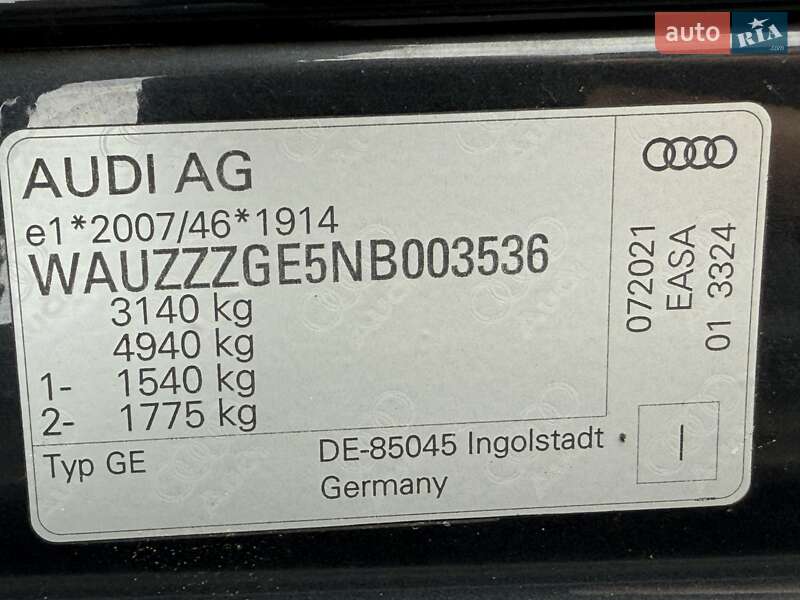 auto RIA
.com
AUDI AG
e1*2007/46*1914
WAUZZZGE5NB003536
3140 kg
4940 kg
1- 1540 kg
2- 1775 kg
Typ GE
DE-85045 Ingolstadt
Germany
072021
EASA
01 3324
I